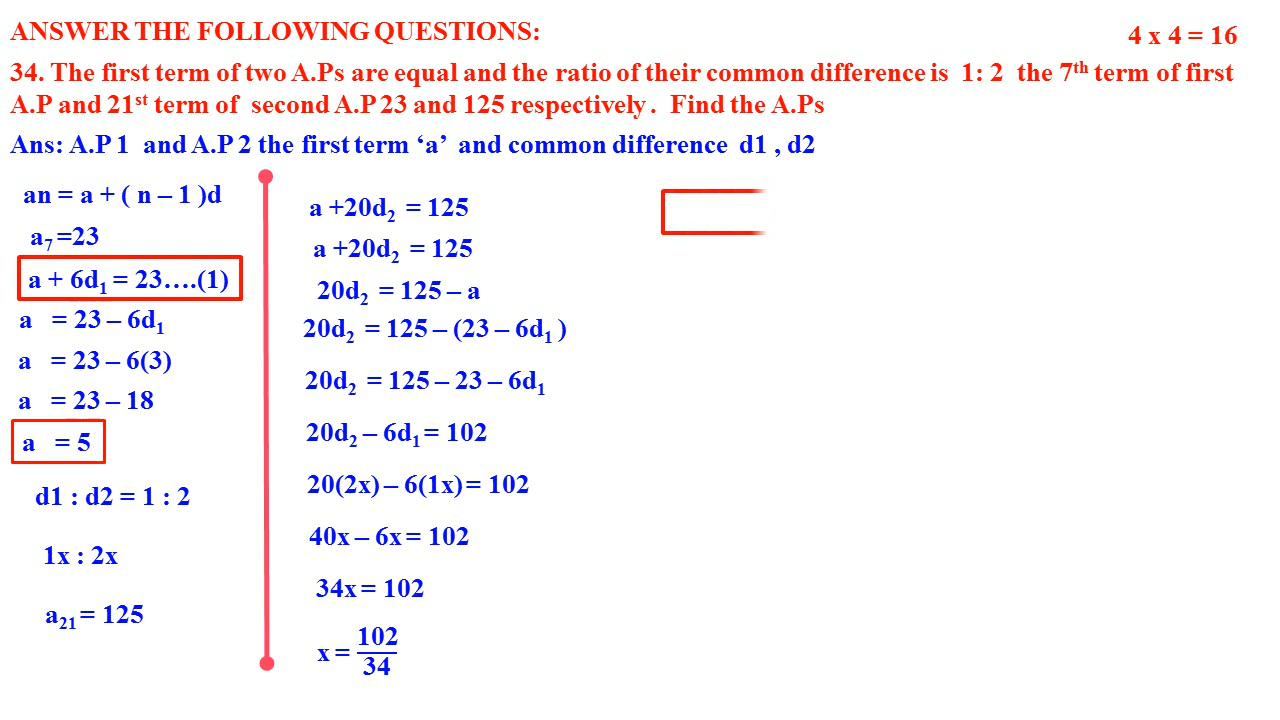 ANSWER THE FOLLOWING QUESTIONS:
4 x 4 = 16
34. The first term of two A.Ps are equal and the ratio of their common difference is 1: 2 the 7th term of first
A.P and 21st term of second A.P 23 and 125 respectively . Find the A.Ps
Ans: A.P 1 and A.P 2 the first term ‘a’ and common difference d1 , d2
an = a + ( n – 1 )d
a7 =23
a + 6d1 = 23….(1)
a = 23 – 6d1
a = 23 – 6(3)
a = 23 – 18
a = 5
d1 : d2 = 1 : 2
1x : 2x
a21 = 125
a +20d2 = 125
a +20d2 = 125
20d2 = 125 – a
20d2 = 125 – (23 – 6d1 )
20d2 = 125 – 23 – 6d1
20d2 – 6d1 = 102
20(2x) – 6(1x) = 102
40x – 6x = 102
34x = 102
x = 102/34